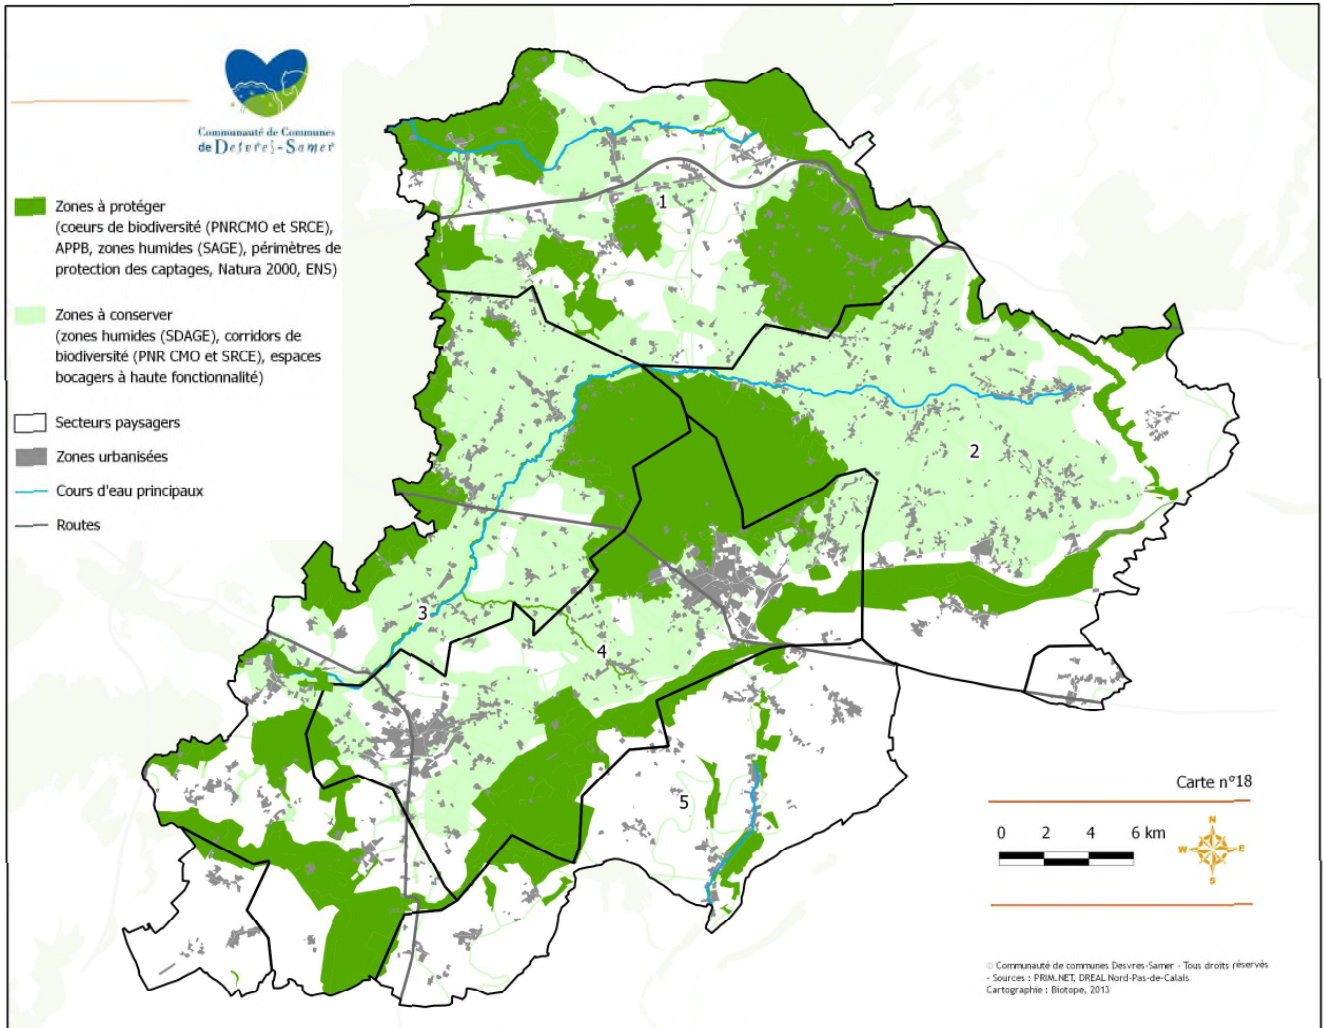 Communauté de Communes
de Desvres-Samer
Zones à protéger
(coeurs de biodiversité (PNRCMO et SRCE),
APPB, zones humides (SAGE), périmètres de
protection des captages, Natura 2000, ENS)
Zones à conserver
(zones humides (SDAGE), corridors de
biodiversité (PNR CMO et SRCE), espaces
bocagers à haute fonctionnalité)
Secteurs paysagers
Zones urbanisées
Cours d'eau principaux
Routes
1
2
3
4
5
Carte n°18
0 2 4 6 km
N
W E
S
© Communauté de communes Desvres-Samer - Tous droits réservés
- Sources : PRIM.NET, DREAL Nord-Pas-de-Calais
Cartographie : Biotope, 2013